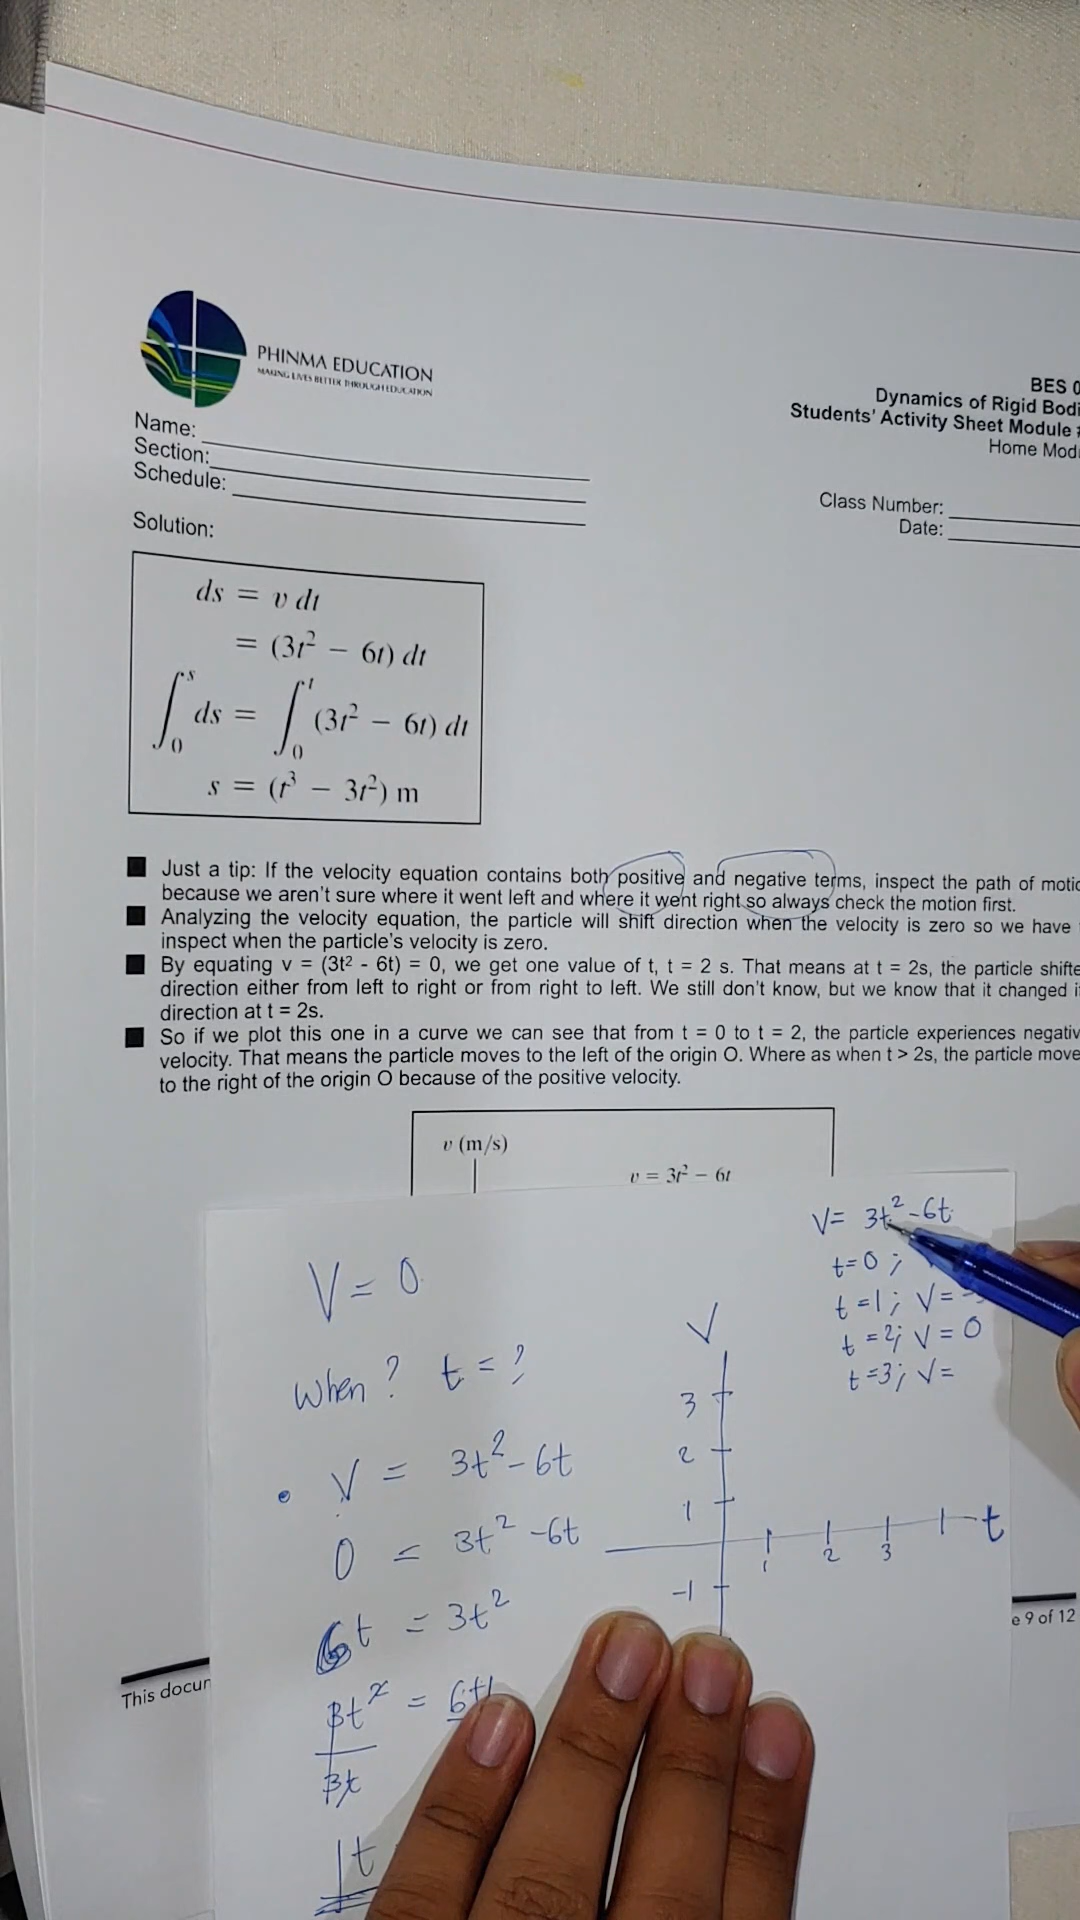 PHINMA EDUCATION
MAKING LIVES BETTER THROUGH EDUCATION
BES 0
Dynamics of Rigid Bodi
Students' Activity Sheet Module #
Home Modu
Name:
Section:
Schedule:
Class Number:
Date:
Solution:
ds = v dt
= (3t² − 6t) dt
∫₀ˢ ds = ∫₀ᵗ (3t² − 6t) dt
s = (t³ − 3t²) m
■ Just a tip: If the velocity equation contains both positive and negative terms, inspect the path of motio
because we aren't sure where it went left and where it went right so always check the motion first.
■ Analyzing the velocity equation, the particle will shift direction when the velocity is zero so we have
inspect when the particle's velocity is zero.
■ By equating v = (3t² - 6t) = 0, we get one value of t, t = 2 s. That means at t = 2s, the particle shifte
direction either from left to right or from right to left. We still don't know, but we know that it changed i
direction at t = 2s.
■ So if we plot this one in a curve we can see that from t = 0 to t = 2, the particle experiences negativ
velocity. That means the particle moves to the left of the origin O. Where as when t > 2s, the particle move
to the right of the origin O because of the positive velocity.
v (m/s)
v = 3t² − 6t
V = 0
When? t = ?
• V = 3t² - 6t
0 = 3t² - 6t
6t = 3t²
3t² = 6t
3t
t
V= 3t² - 6t
t=0 ;
t=1; V= -
t=2; V=0
t=3; V=
V
3
2
1
-1
1 2 3
t
e 9 of 12
This docum